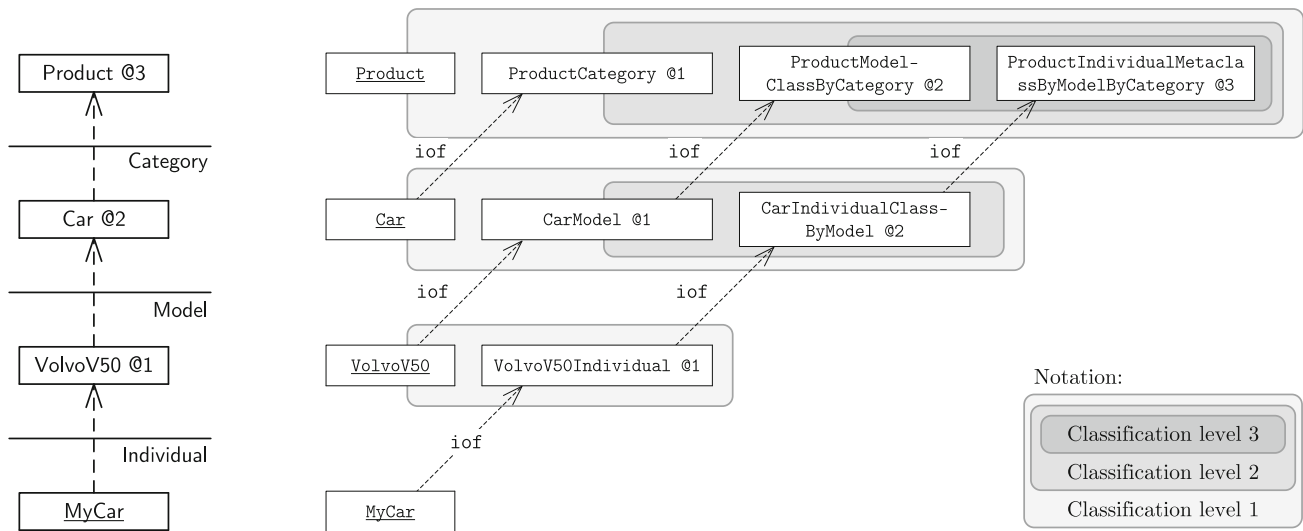 Product @3
Category
Car @2
Model
VolvoV50 @1
Individual
MyCar
Product
ProductCategory @1
ProductModel-
ClassByCategory @2
ProductIndividualMetacla
ssByModelByCategory @3
iof
iof
iof
Car
CarModel @1
CarIndividualClass-
ByModel @2
iof
iof
VolvoV50
VolvoV50Individual @1
iof
MyCar
Notation:
Classification level 3
Classification level 2
Classification level 1